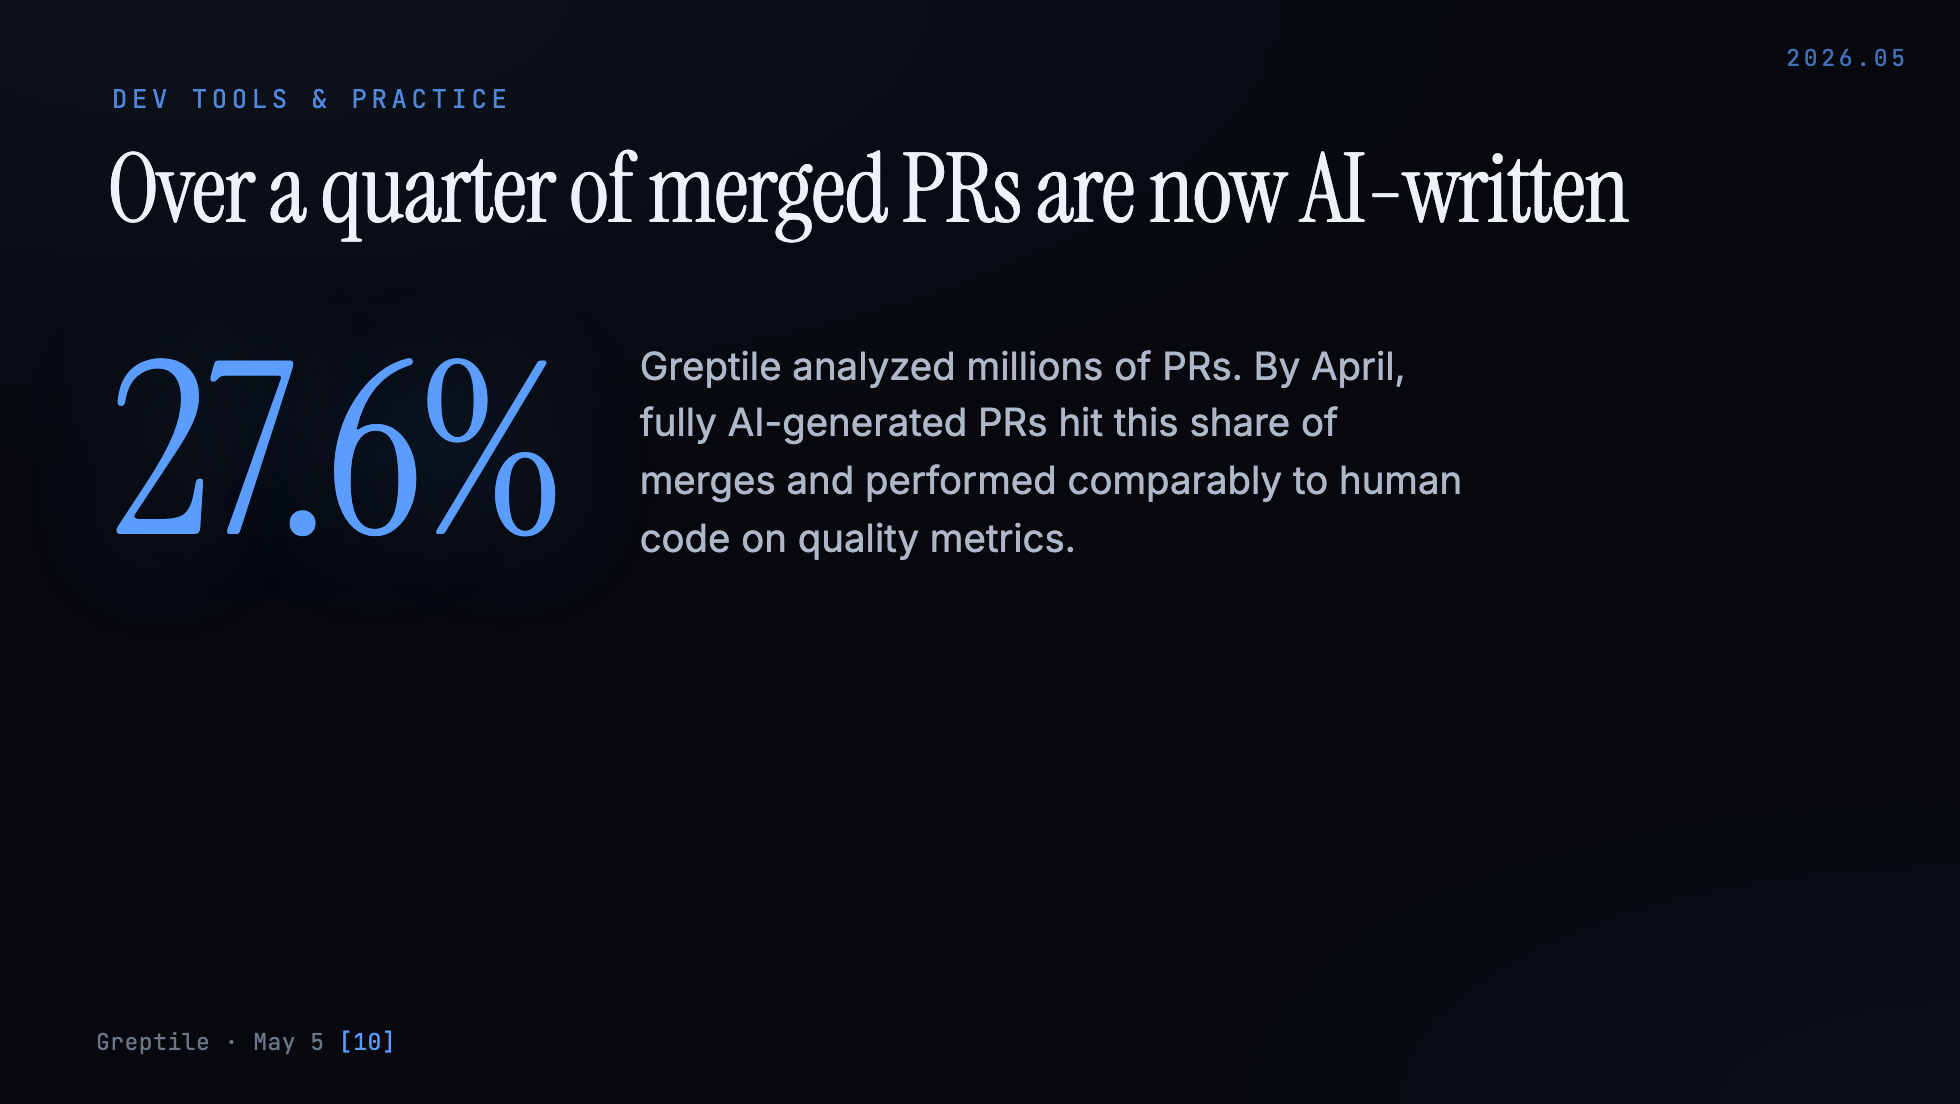 2026.05
DEV TOOLS & PRACTICE
Over a quarter of merged PRs are now AI-written
27.6%
Greptile analyzed millions of PRs. By April,
fully AI-generated PRs hit this share of
merges and performed comparably to human
code on quality metrics.
Greptile · May 5 [10]